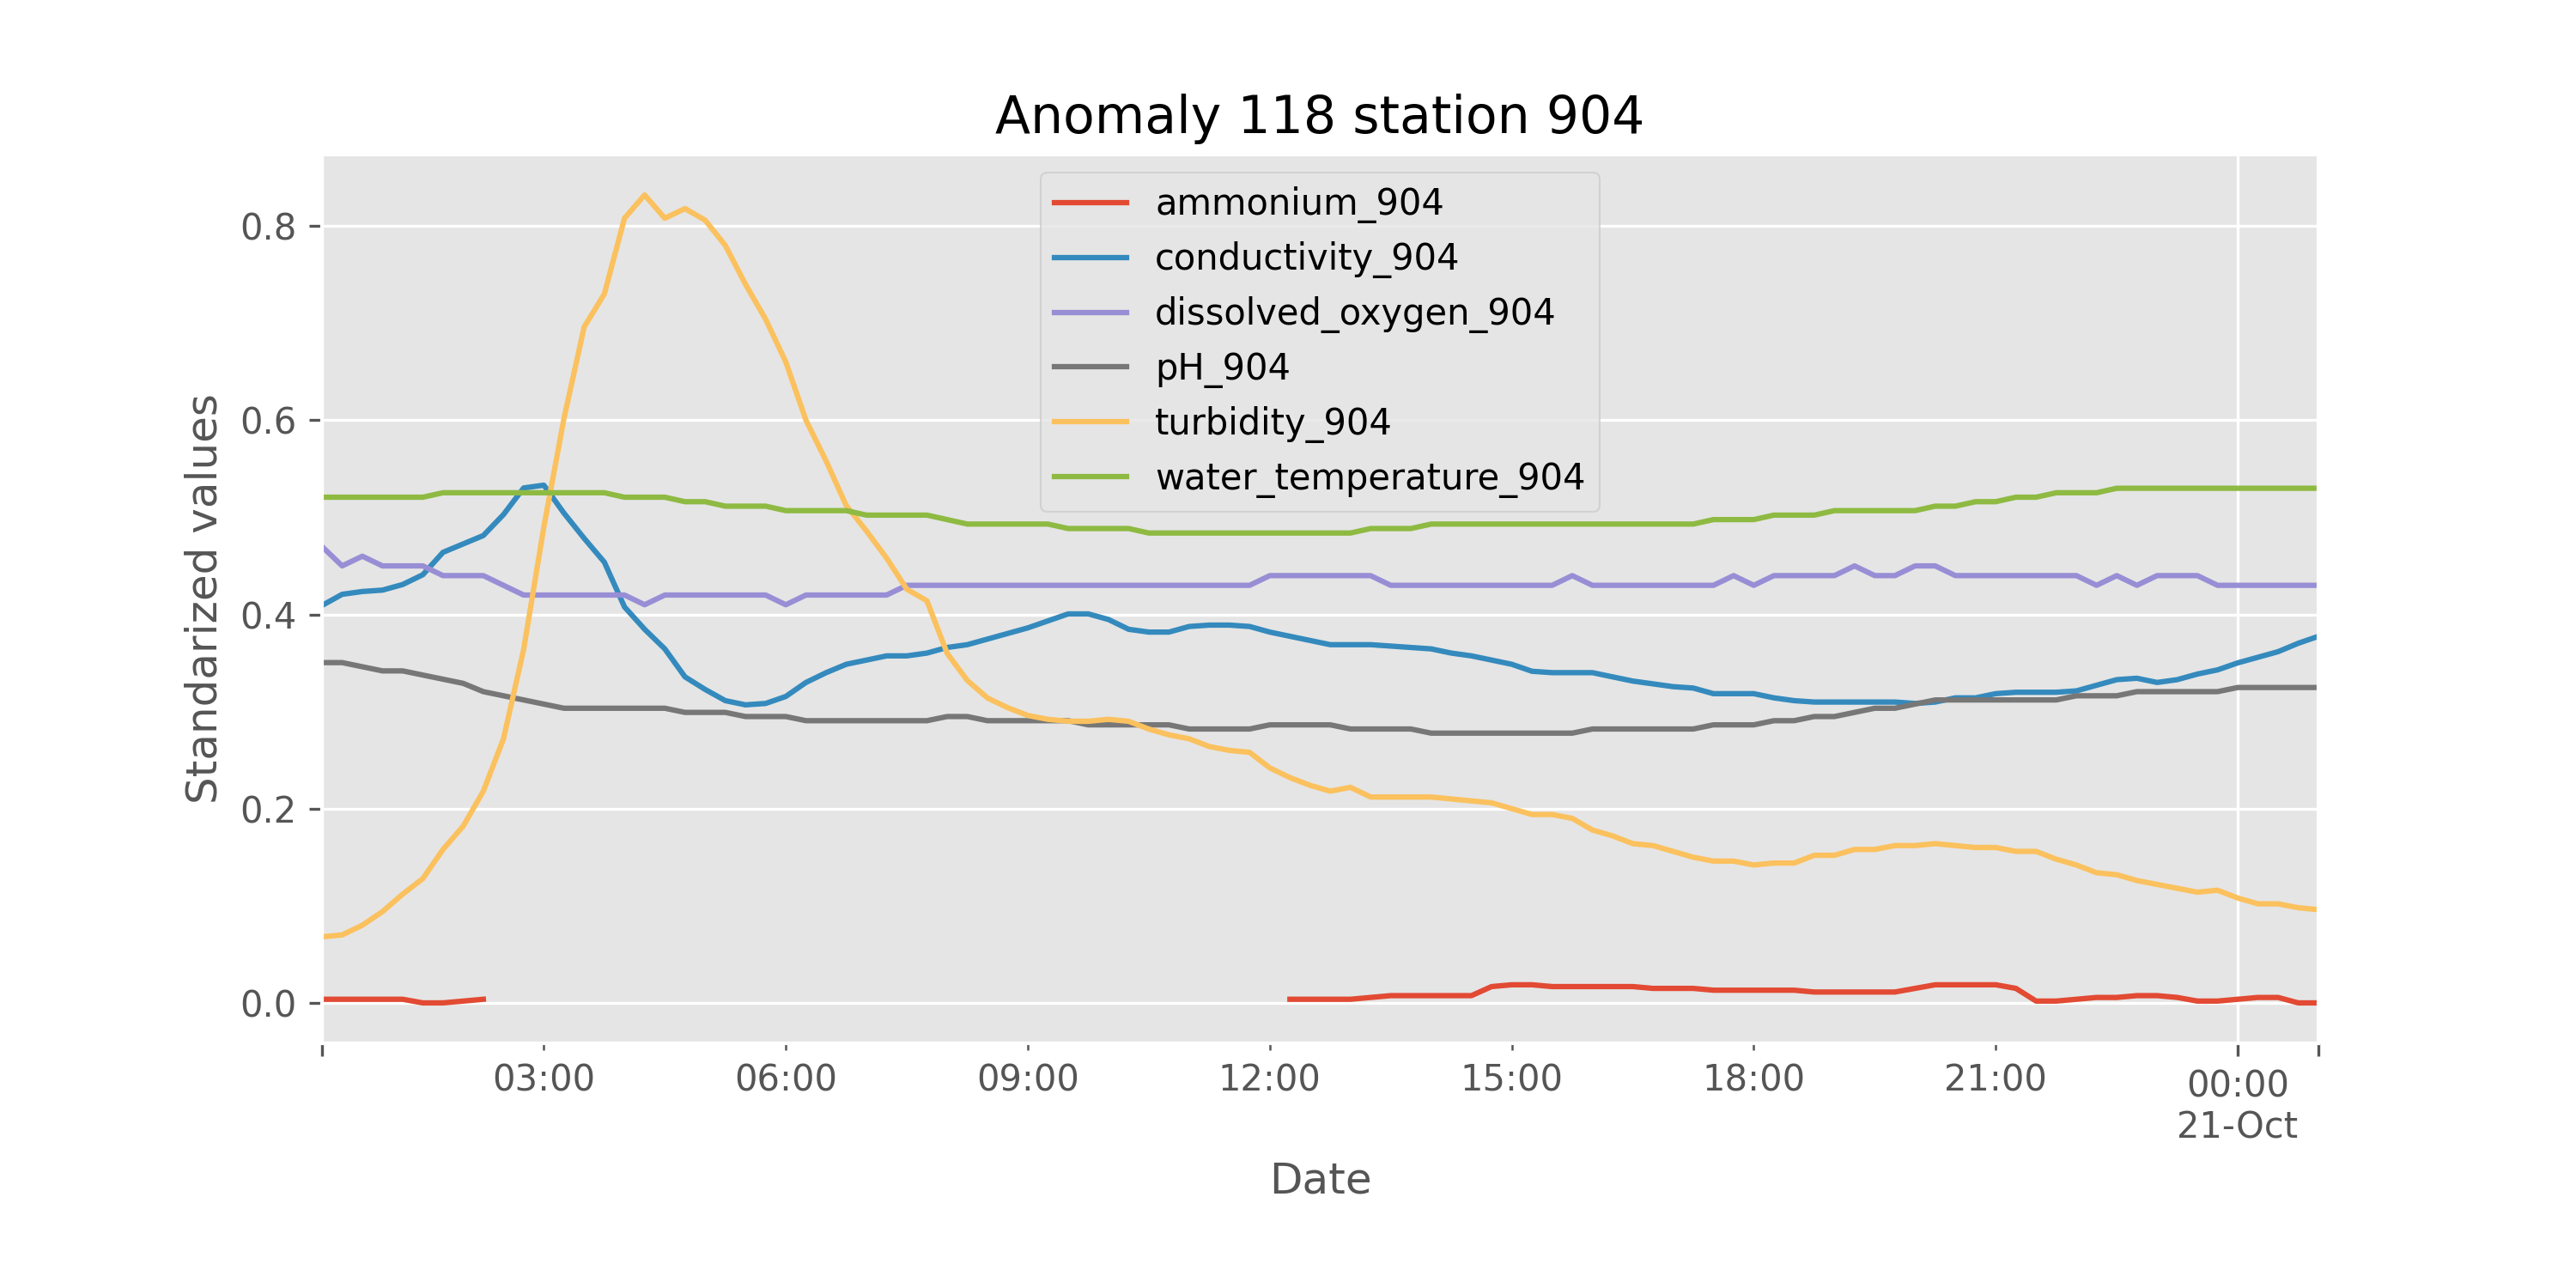 Anomaly 118 station 904
ammonium_904
conductivity_904
dissolved_oxygen_904
pH_904
turbidity_904
water_temperature_904
Standarized values
0.8
0.6
0.4
0.2
0.0
03:00 06:00 09:00 12:00 15:00 18:00 21:00 00:00
21-Oct
Date